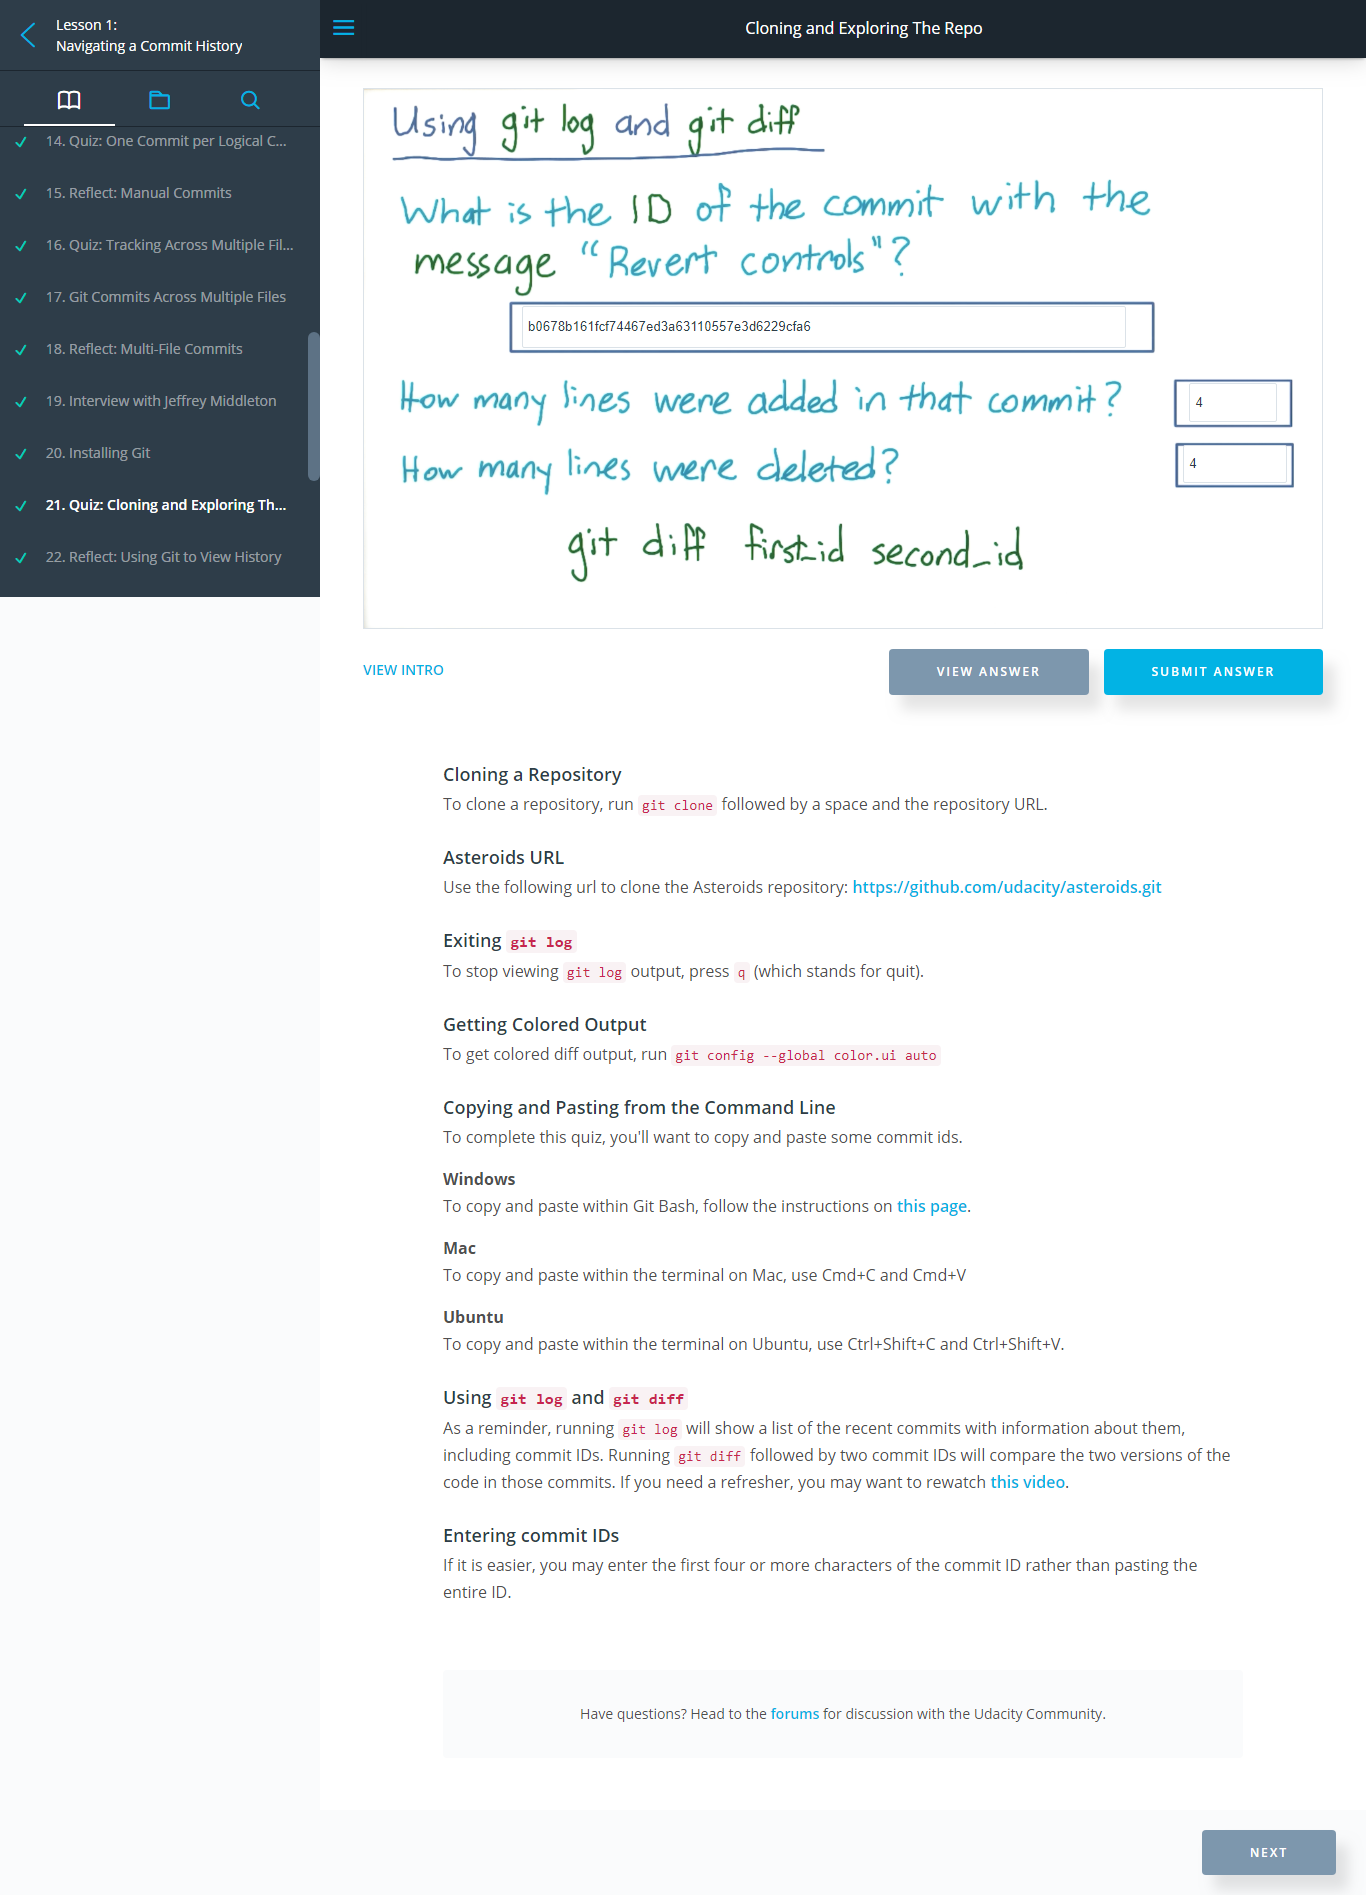 Lesson 1:
Navigating a Commit History
14. Quiz: One Commit per Logical C...
15. Reflect: Manual Commits
16. Quiz: Tracking Across Multiple Fil...
17. Git Commits Across Multiple Files
18. Reflect: Multi-File Commits
19. Interview with Jeffrey Middleton
20. Installing Git
21. Quiz: Cloning and Exploring Th...
22. Reflect: Using Git to View History
Cloning and Exploring The Repo
Using git log and git diff
What is the ID of the commit with the
message "Revert controls"?
b0678b161fcf74467ed3a63110557e3d6229cfa6
How many lines were added in that commit?
4
How many lines were deleted?
4
git diff first_id second_id
VIEW INTRO
VIEW ANSWER
SUBMIT ANSWER
Cloning a Repository
To clone a repository, run git clone followed by a space and the repository URL.
Asteroids URL
Use the following url to clone the Asteroids repository: https://github.com/udacity/asteroids.git
Exiting git log
To stop viewing git log output, press q (which stands for quit).
Getting Colored Output
To get colored diff output, run git config --global color.ui auto
Copying and Pasting from the Command Line
To complete this quiz, you'll want to copy and paste some commit ids.
Windows
To copy and paste within Git Bash, follow the instructions on this page.
Mac
To copy and paste within the terminal on Mac, use Cmd+C and Cmd+V
Ubuntu
To copy and paste within the terminal on Ubuntu, use Ctrl+Shift+C and Ctrl+Shift+V.
Using git log and git diff
As a reminder, running git log will show a list of the recent commits with information about them,
including commit IDs. Running git diff followed by two commit IDs will compare the two versions of the
code in those commits. If you need a refresher, you may want to rewatch this video.
Entering commit IDs
If it is easier, you may enter the first four or more characters of the commit ID rather than pasting the
entire ID.
Have questions? Head to the forums for discussion with the Udacity Community.
NEXT